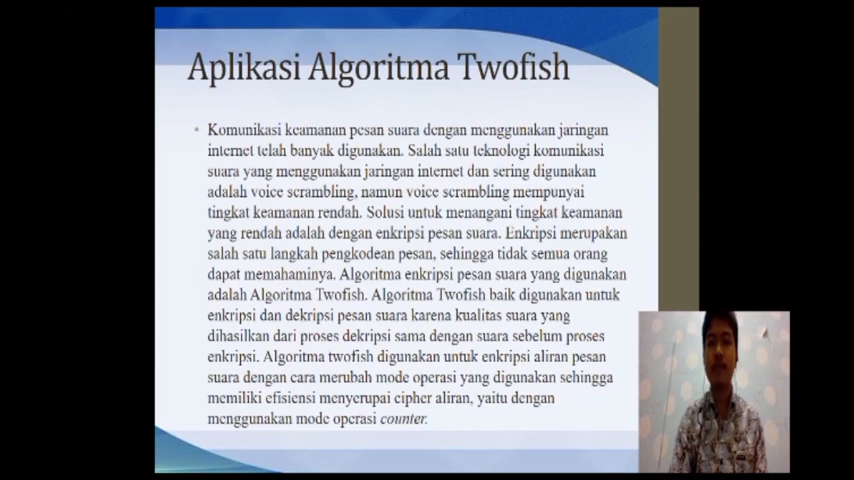 Aplikasi Algoritma Twofish
Komunikasi keamanan pesan suara dengan menggunakan jaringan
internet telah banyak digunakan. Salah satu teknologi komunikasi
suara yang menggunakan jaringan internet dan sering digunakan
adalah voice scrambling, namun voice scrambling mempunyai
tingkat keamanan rendah. Solusi untuk menangani tingkat keamanan
yang rendah adalah dengan enkripsi pesan suara. Enkripsi merupakan
salah satu langkah pengkodean pesan, sehingga tidak semua orang
dapat memahaminya. Algoritma enkripsi pesan suara yang digunakan
adalah Algoritma Twofish. Algoritma Twofish baik digunakan untuk
enkripsi dan dekripsi pesan suara karena kualitas suara yang
dihasilkan dari proses dekripsi sama dengan suara sebelum proses
enkripsi. Algoritma twofish digunakan untuk enkripsi aliran pesan
suara dengan cara merubah mode operasi yang digunakan sehingga
memiliki efisiensi menyerupai cipher aliran, yaitu dengan
menggunakan mode operasi counter.